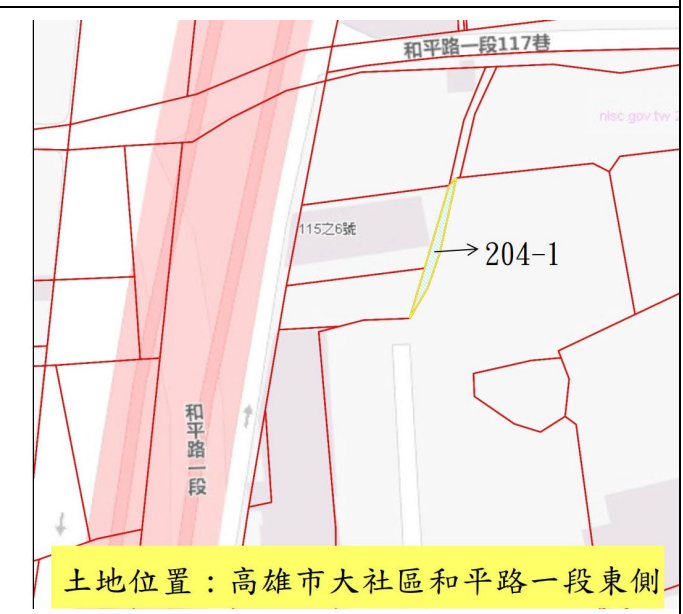 和平路一段117巷
nlsc.gov.tw 2
115之6號
204-1
和平路一段
土地位置：高雄市大社區和平路一段東側